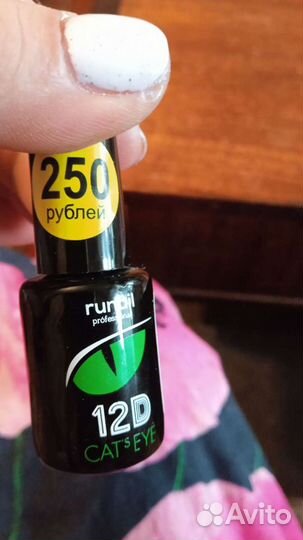 250
рублей
runail
professional
12D
CAT'S EYE
Avito